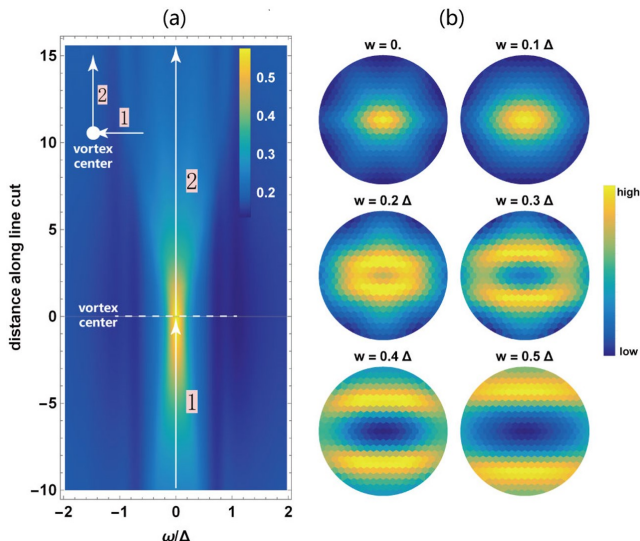 (a)
(b)
distance along line cut
15
10
5
0
−5
−10
2
1
vortex
center
0.5
0.4
0.3
0.2
2
vortex
center
1
−2
−1
0
1
2
ω/Δ
w = 0.
w = 0.1 Δ
w = 0.2 Δ
w = 0.3 Δ
w = 0.4 Δ
w = 0.5 Δ
high
low